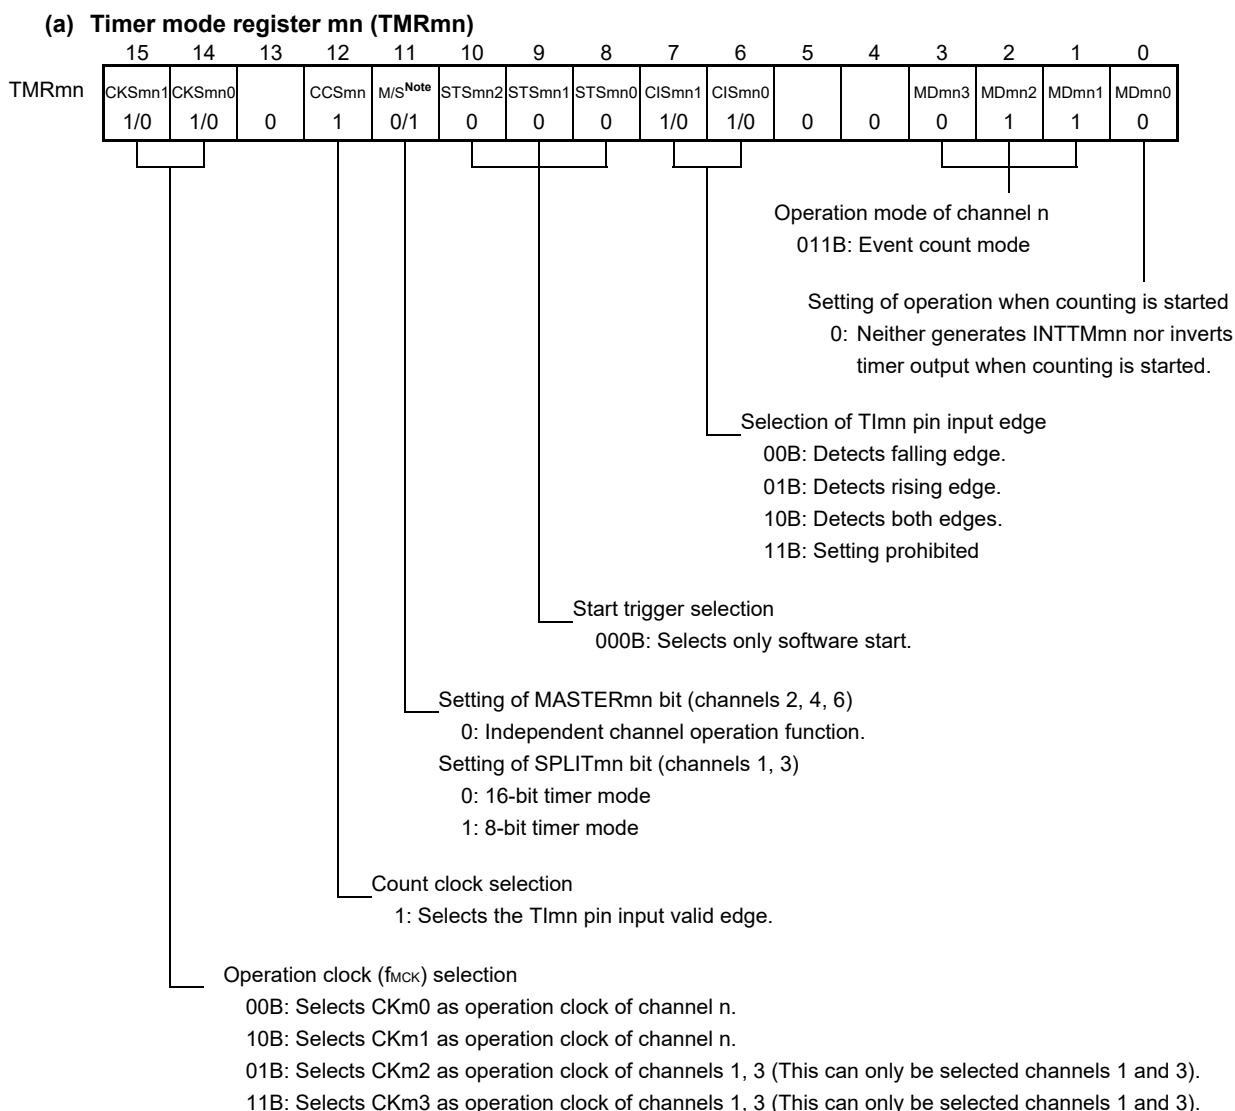 (a) Timer mode register mn (TMRmn)
15 14 13 12 11 10 9 8 7 6 5 4 3 2 1 0
TMRmn CKSmn1 CKSmn0 CCSmn M/SNote STSmn2 STSmn1 STSmn0 CISmn1 CISmn0 MDmn3 MDmn2 MDmn1 MDmn0
1/0 1/0 0 1 0/1 0 0 0 1/0 1/0 0 0 0 1 1 0
Operation mode of channel n
011B: Event count mode
Setting of operation when counting is started
0: Neither generates INTTMmn nor inverts
timer output when counting is started.
Selection of TImn pin input edge
00B: Detects falling edge.
01B: Detects rising edge.
10B: Detects both edges.
11B: Setting prohibited
Start trigger selection
000B: Selects only software start.
Setting of MASTERmn bit (channels 2, 4, 6)
0: Independent channel operation function.
Setting of SPLITmn bit (channels 1, 3)
0: 16-bit timer mode
1: 8-bit timer mode
Count clock selection
1: Selects the TImn pin input valid edge.
Operation clock (fMCK) selection
00B: Selects CKm0 as operation clock of channel n.
10B: Selects CKm1 as operation clock of channel n.
01B: Selects CKm2 as operation clock of channels 1, 3 (This can only be selected channels 1 and 3).
11B: Selects CKm3 as operation clock of channels 1, 3 (This can only be selected channels 1 and 3).